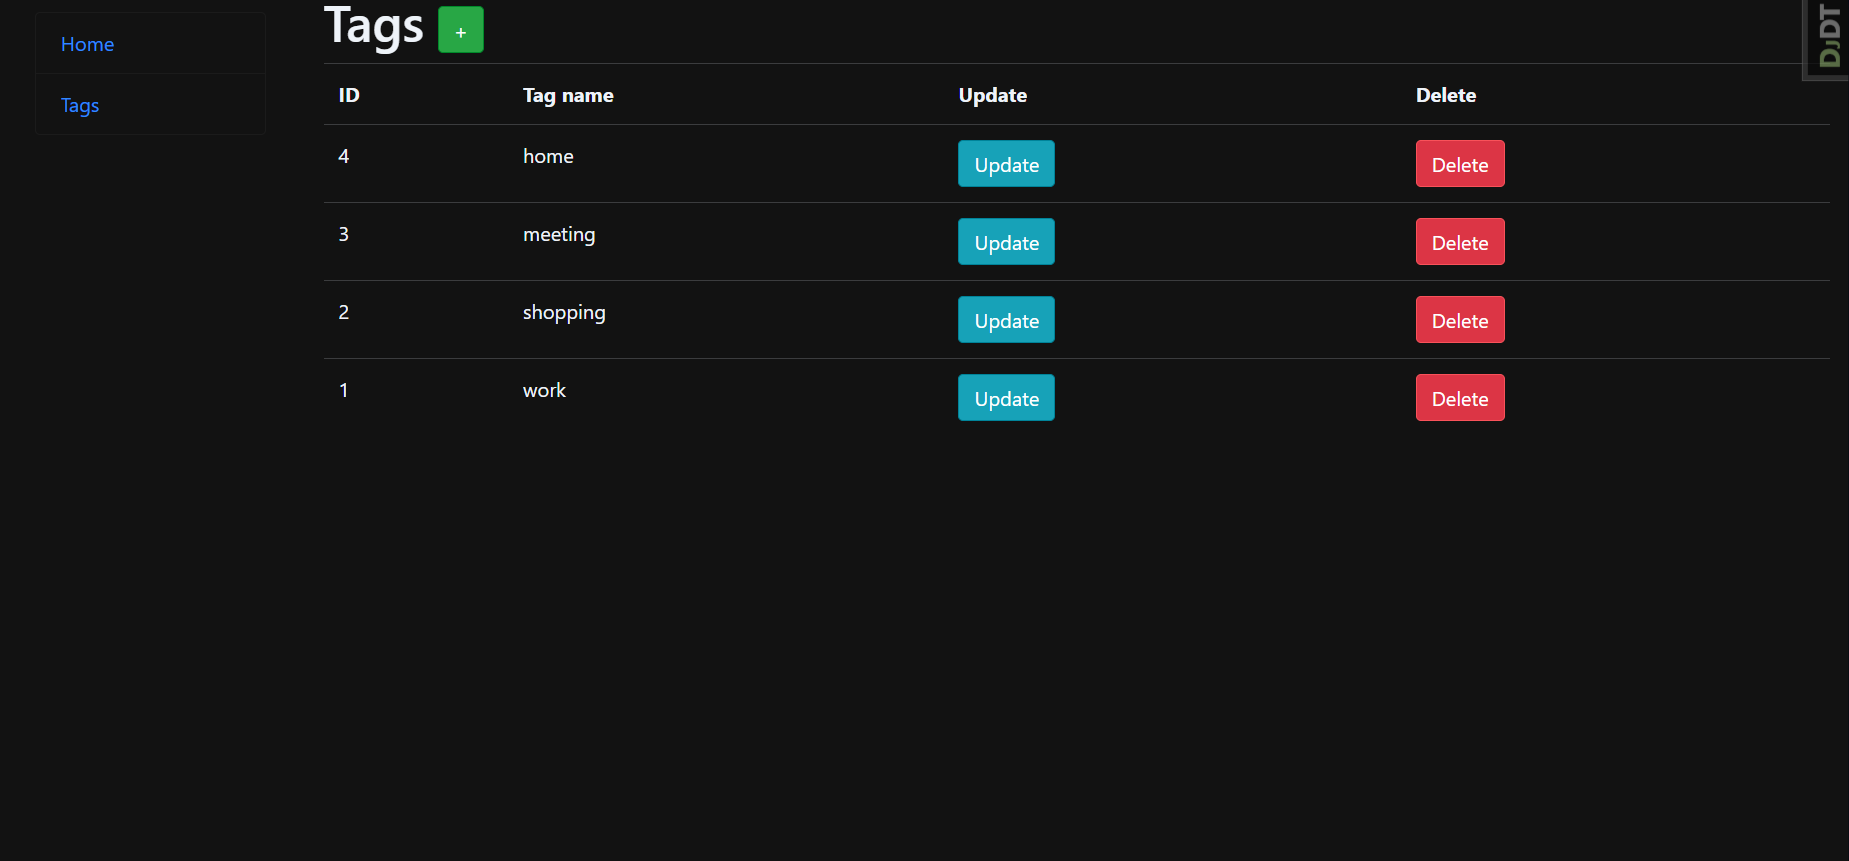 Home
Tags
Tags +
ID Tag name Update Delete
4 home Update Delete
3 meeting Update Delete
2 shopping Update Delete
1 work Update Delete
DJDT